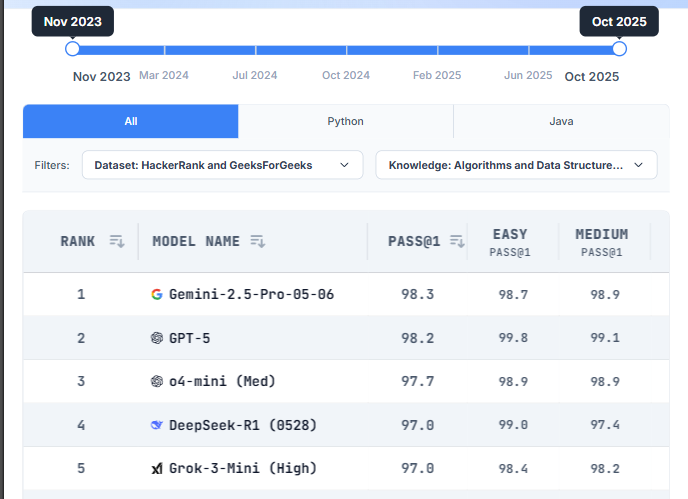 Nov 2023 Oct 2025
Nov 2023 Mar 2024 Jul 2024 Oct 2024 Feb 2025 Jun 2025 Oct 2025
All Python Java
Filters: Dataset: HackerRank and GeeksForGeeks Knowledge: Algorithms and Data Structure...
RANK MODEL NAME PASS@1 EASY PASS@1 MEDIUM PASS@1
1 Gemini-2.5-Pro-05-06 98.3 98.7 98.9
2 GPT-5 98.2 99.8 99.1
3 o4-mini (Med) 97.7 98.9 98.9
4 DeepSeek-R1 (0528) 97.0 99.0 97.4
5 Grok-3-Mini (High) 97.0 98.4 98.2